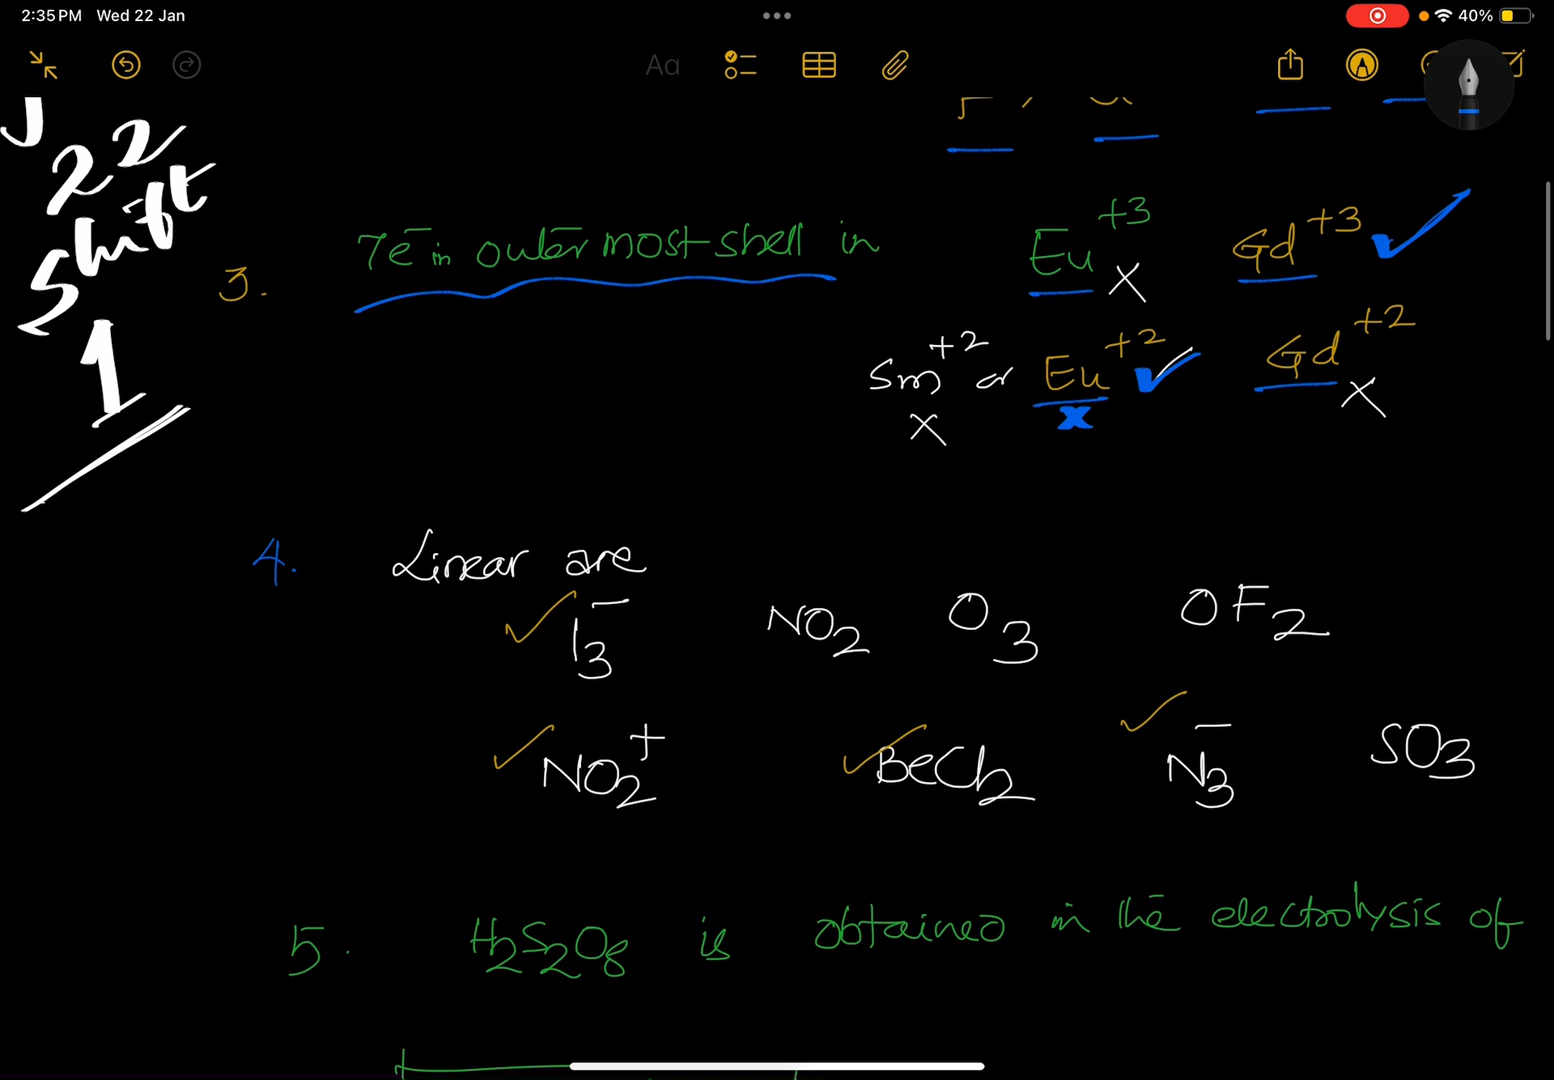 2:35 PM Wed 22 Jan
40%
Aa
J 22
Shift
1
3. 7e⁻ in outer most shell in Eu⁺³ X Gd⁺³ ✓
Sm⁺² X or Eu⁺² ✓ X Gd⁺² X
4. Linear are
✓ I₃⁻ NO₂ O₃ OF₂
✓ NO₂⁺ ✓ BeCl₂ ✓ N₃⁻ SO₃
5. H₂S₂O₈ is obtained in the electrolysis of